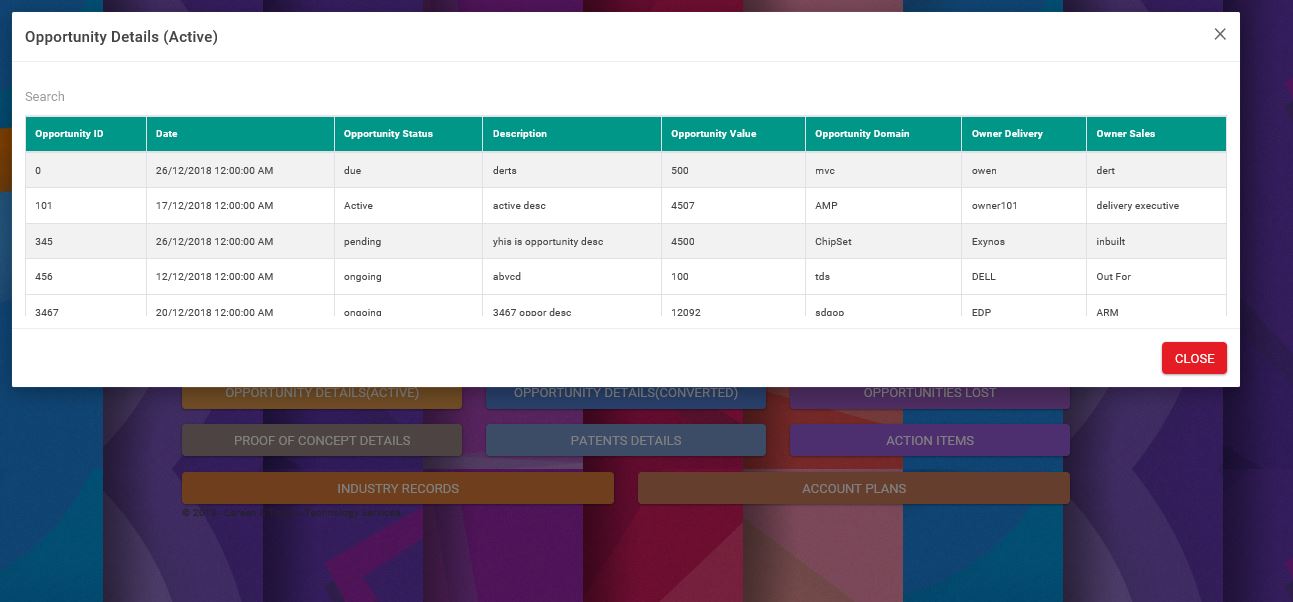 Opportunity Details (Active)
Search
Opportunity ID Date Opportunity Status Description Opportunity Value Opportunity Domain Owner Delivery Owner Sales
0 26/12/2018 12:00:00 AM due derts 500 mvc owen dert
101 17/12/2018 12:00:00 AM Active active desc 4507 AMP owner101 delivery executive
345 26/12/2018 12:00:00 AM pending yhis is opportunity desc 4500 ChipSet Exynos inbuilt
456 12/12/2018 12:00:00 AM ongoing abvcd 100 tds DELL Out For
3467 20/12/2018 12:00:00 AM ongoing 3467 oppor desc 12092 sdgop EDP ARM
CLOSE
OPPORTUNITY DETAILS(ACTIVE) OPPORTUNITY DETAILS(CONVERTED) OPPORTUNITIES LOST
PROOF OF CONCEPT DETAILS PATENTS DETAILS ACTION ITEMS
INDUSTRY RECORDS ACCOUNT PLANS
Technology Services